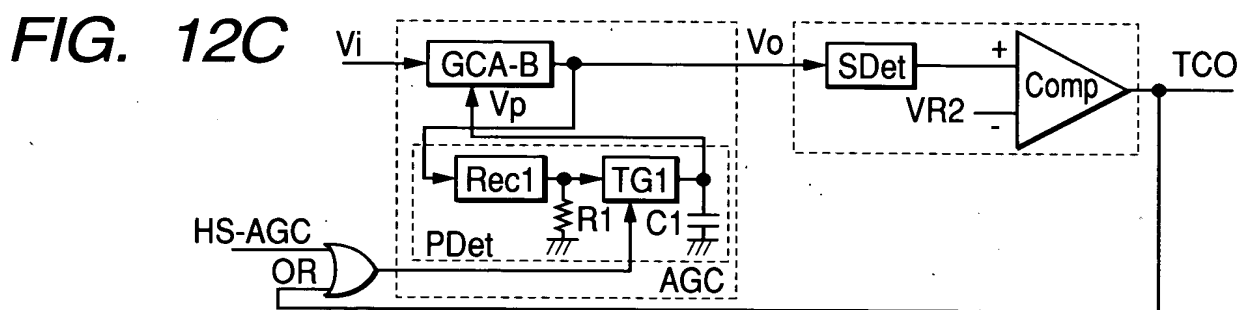 FIG. 12C
Vi
GCA-B
Vo
SDet
+
Comp
TCO
Vp
VR2
-
Rec1
TG1
R1
C1
HS-AGC
PDet
OR
AGC